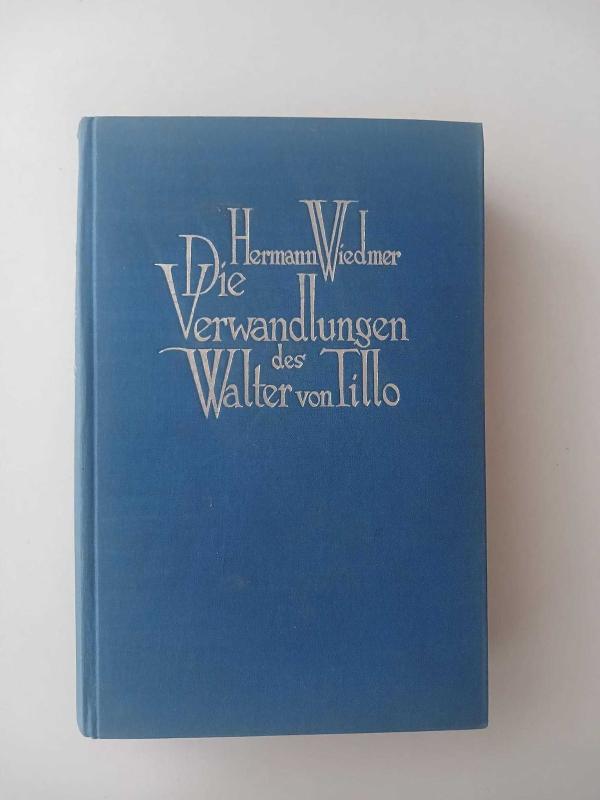 Hermann Wiedmer
Die
Verwandlungen
des
Walter von Tillo